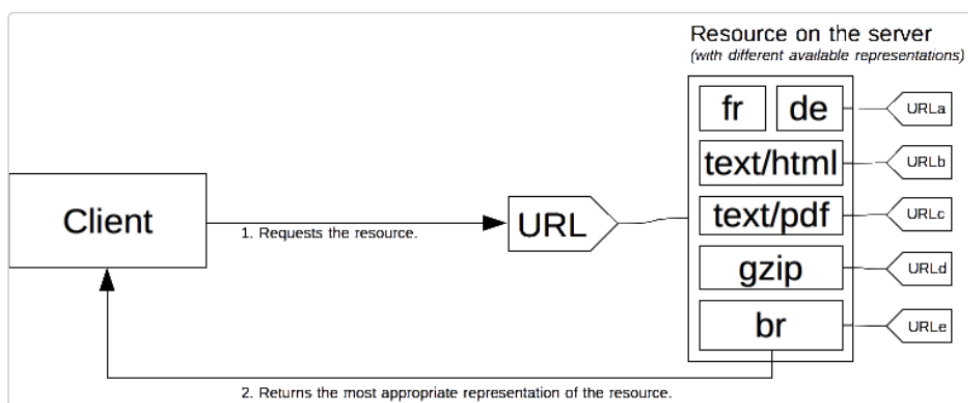 Resource on the server
(with different available representations)
fr de
URLa
text/html
URLb
Client
URL
text/pdf
URLc
1. Requests the resource.
gzip
URLd
br
URLe
2. Returns the most appropriate representation of the resource.